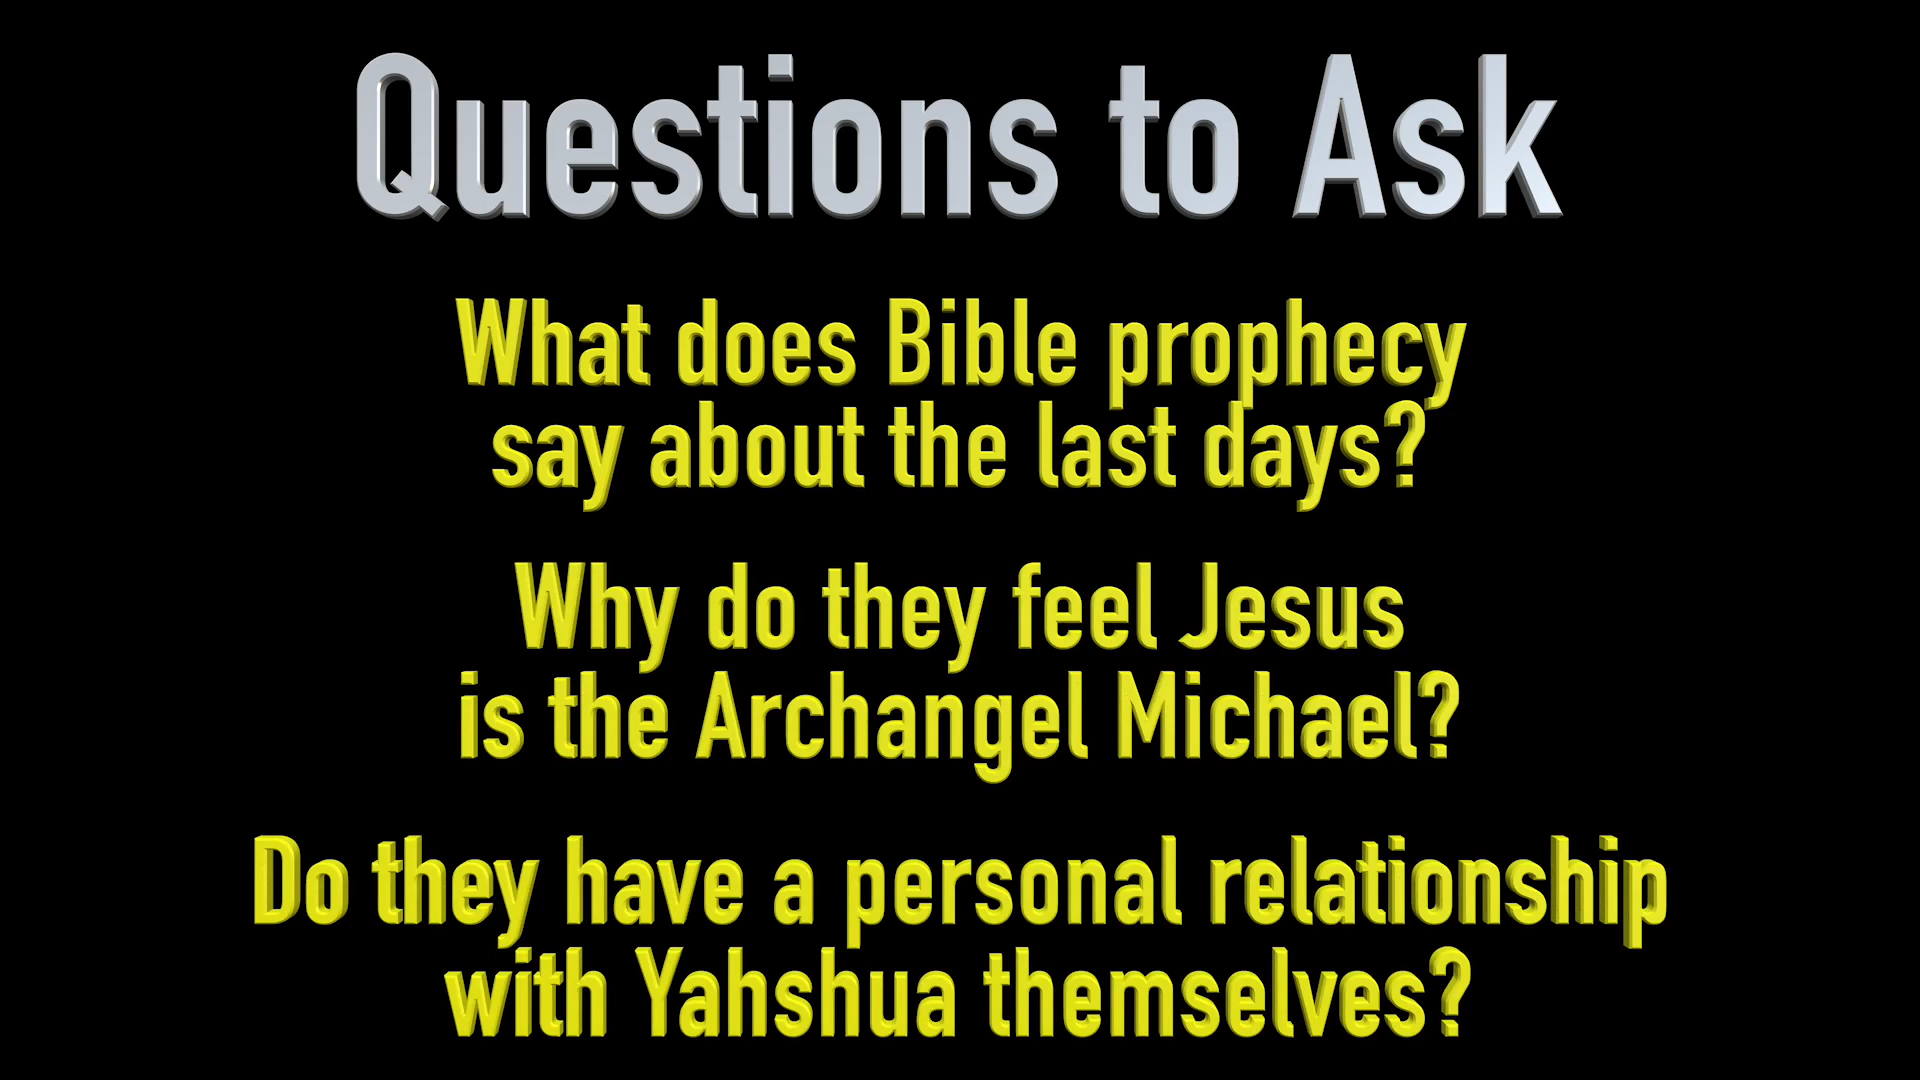 Questions to Ask
What does Bible prophecy
say about the last days?
Why do they feel Jesus
is the Archangel Michael?
Do they have a personal relationship
with Yahshua themselves?